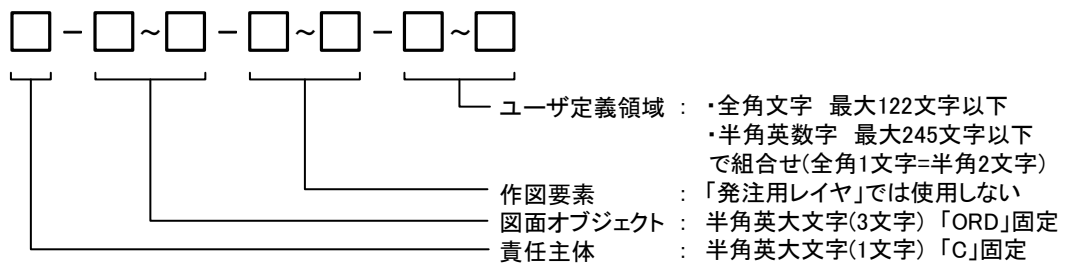 □-□~□-□~□-□~□
ユーザ定義領域 : ・全角文字 最大122文字以下
・半角英数字 最大245文字以下
で組合せ(全角1文字=半角2文字)
作図要素 : 「発注用レイヤ」では使用しない
図面オブジェクト : 半角英大文字(3文字) 「ORD」固定
責任主体 : 半角英大文字(1文字) 「C」固定